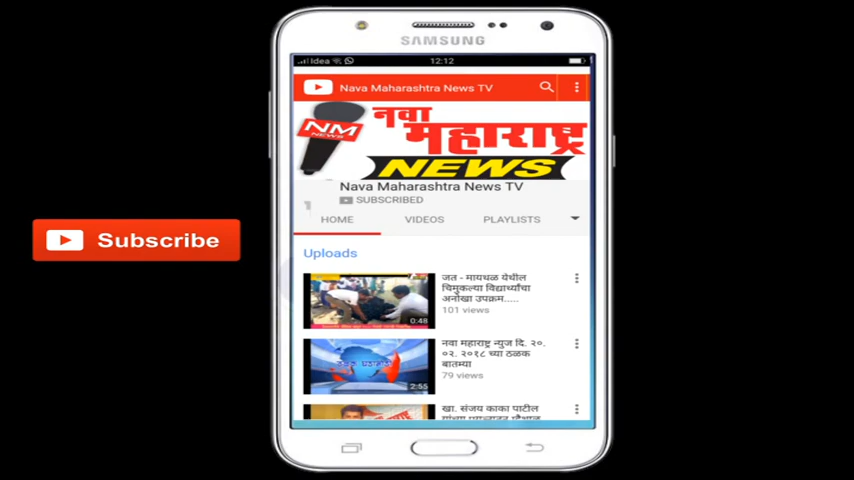 SAMSUNG
Idea 12:12
Nava Maharashtra News TV
NM
NEWS
नवा
महाराष्ट्र
NEWS
Nava Maharashtra News TV
SUBSCRIBED
HOME VIDEOS PLAYLISTS
Subscribe
Uploads
जत - मायथळ येथील
चिमुकल्या विद्यार्थ्यांचा
अनोखा उपक्रम.....
101 views
0:48
नवा महाराष्ट्र न्युज दि. २०.
०२. २०१८ च्या ठळक
बातम्या
79 views
2:55
खा. संजय काका पाटील